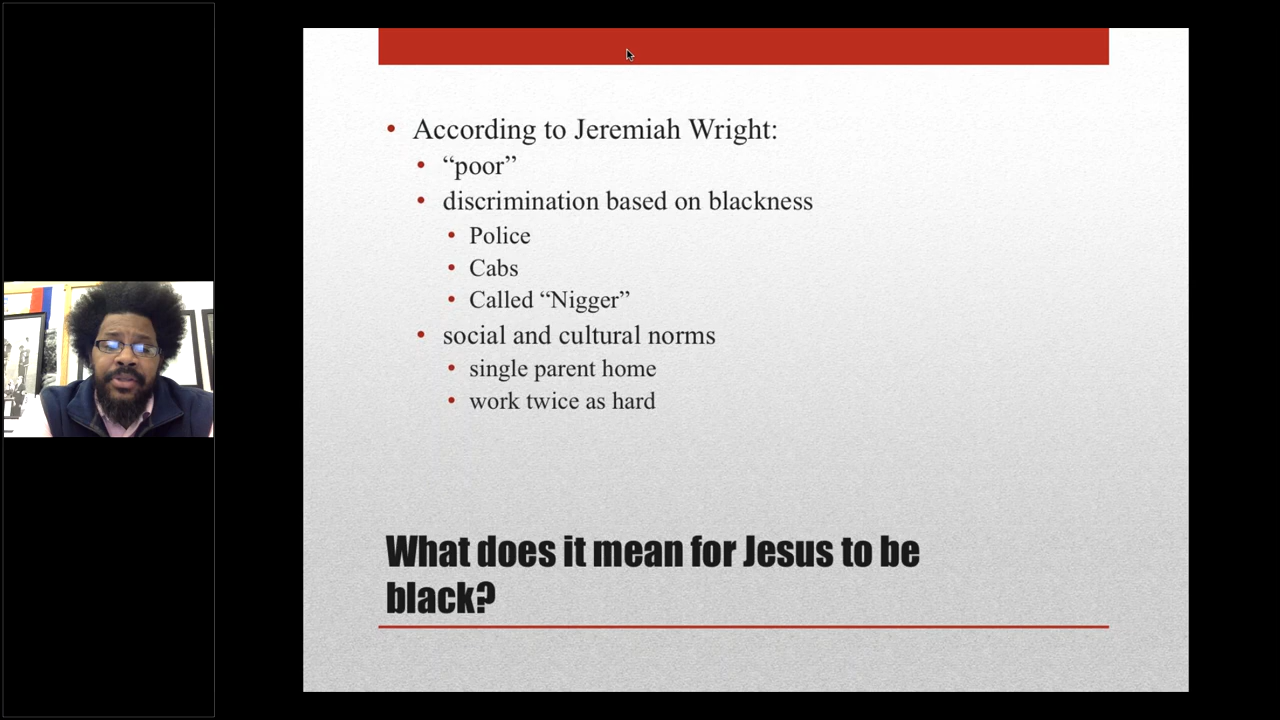 According to Jeremiah Wright:
“poor”
discrimination based on blackness
Police
Cabs
Called “Nigger”
social and cultural norms
single parent home
work twice as hard
What does it mean for Jesus to be
black?